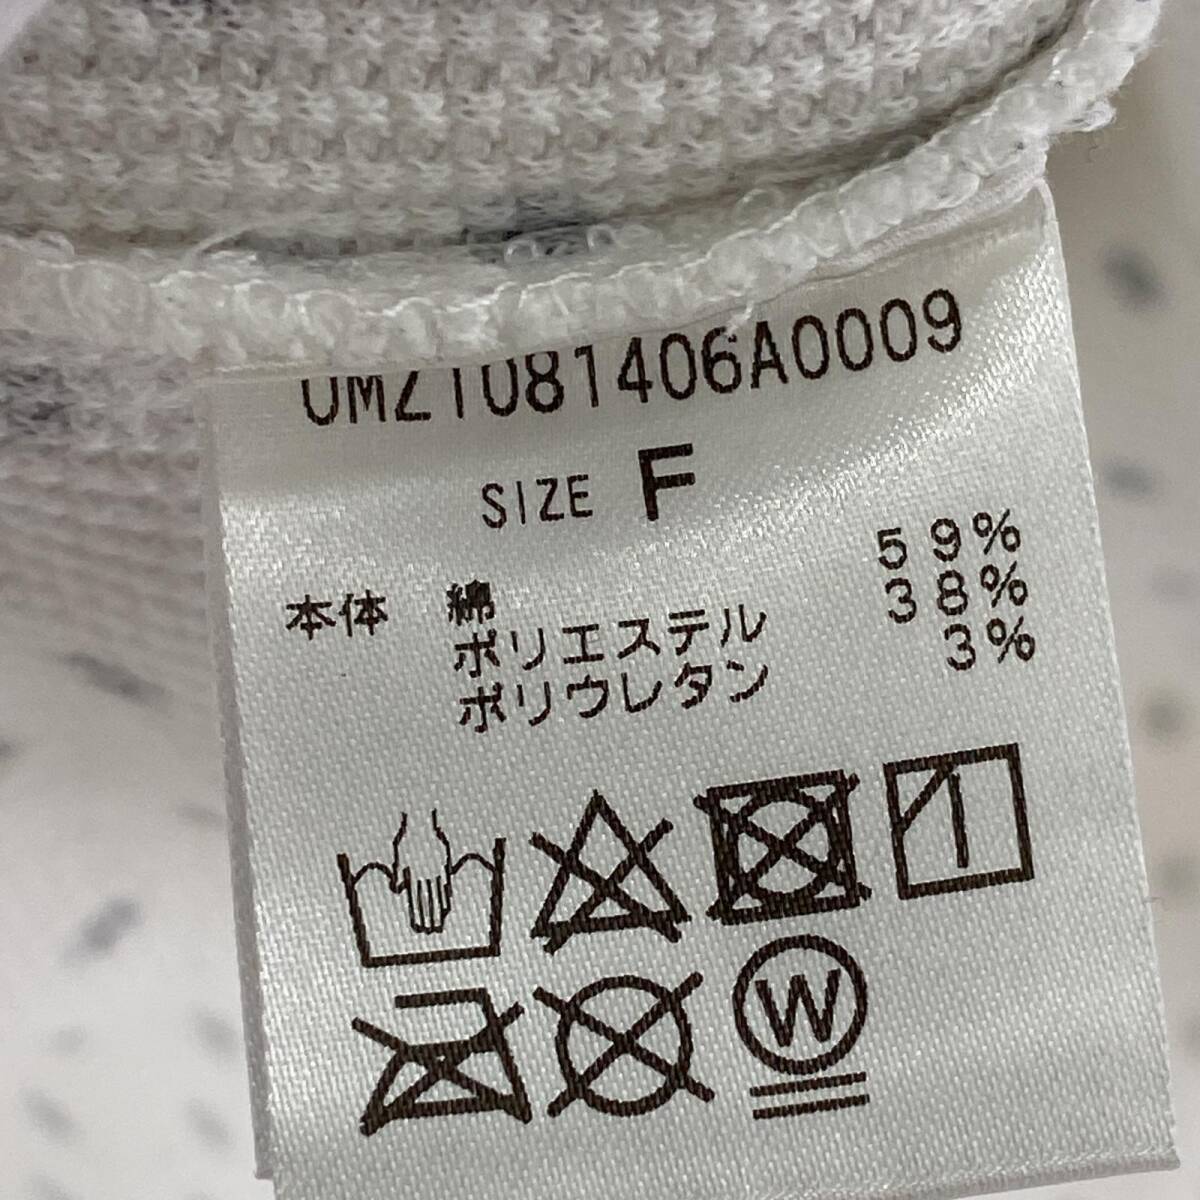 0MZ1081406A0009
SIZE F
本体 綿 59%
ポリエステル 38%
ポリウレタン 3%
W